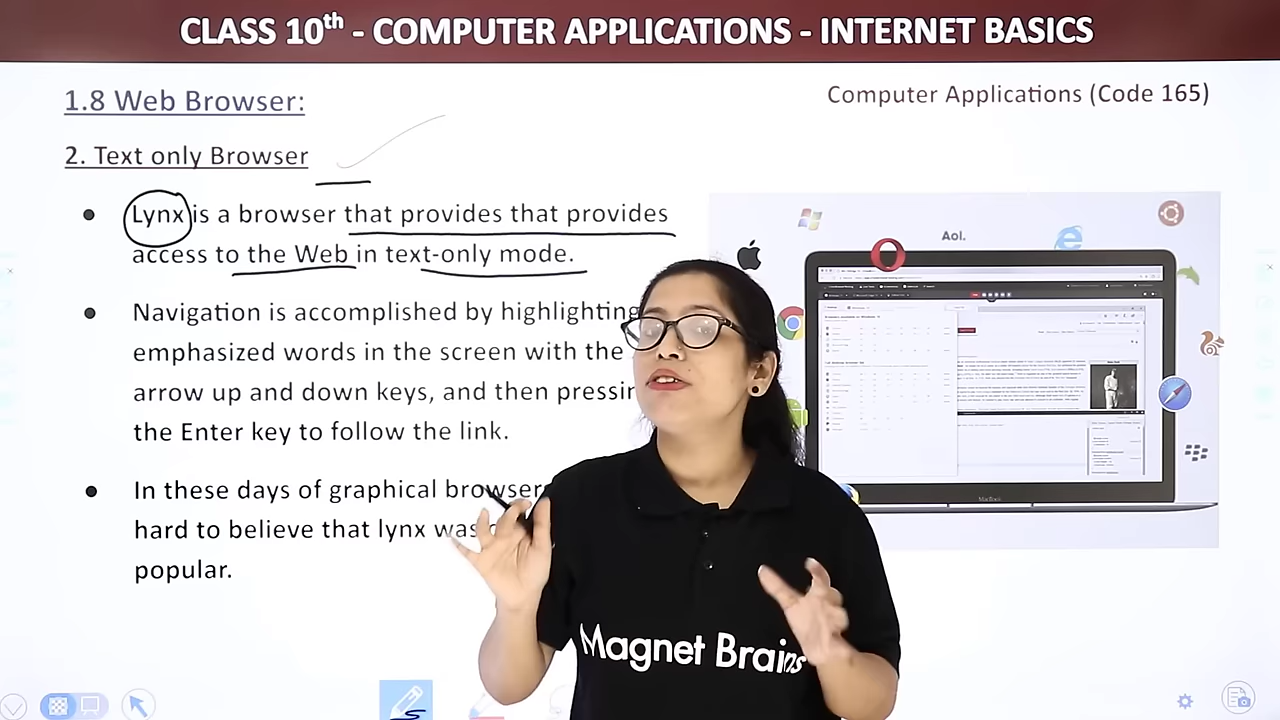 CLASS 10th - COMPUTER APPLICATIONS - INTERNET BASICS
1.8 Web Browser:
Computer Applications (Code 165)
2. Text only Browser
Lynx is a browser that provides that provides
access to the Web in text-only mode.
Navigation is accomplished by highlighting
emphasized words in the screen with the
arrow up and down keys, and then
the Enter key to follow the link.
In these days of graphical
hard to believe that lynx was
popular.
Aol.
MacBook
Magnet Brains